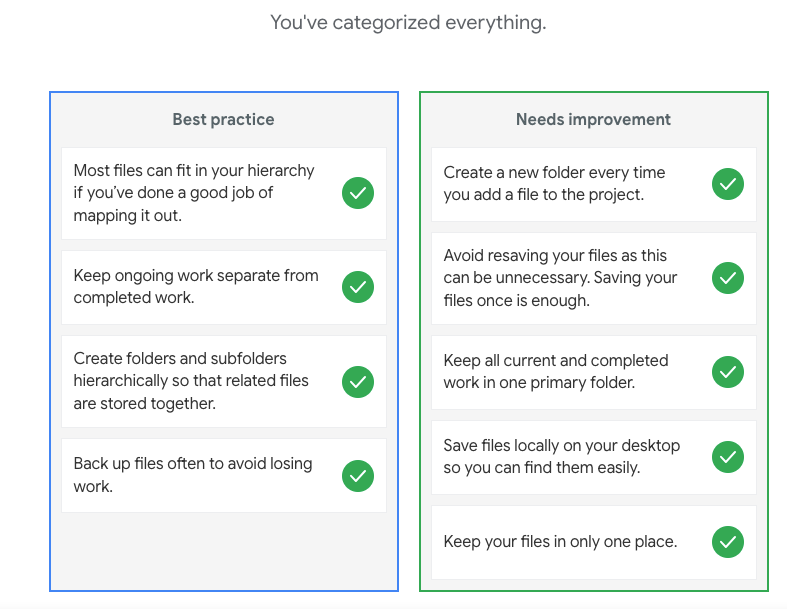 You've categorized everything.
Best practice
Most files can fit in your hierarchy
if you’ve done a good job of
mapping it out.
Keep ongoing work separate from
completed work.
Create folders and subfolders
hierarchically so that related files
are stored together.
Back up files often to avoid losing
work.
Needs improvement
Create a new folder every time
you add a file to the project.
Avoid resaving your files as this
can be unnecessary. Saving your
files once is enough.
Keep all current and completed
work in one primary folder.
Save files locally on your desktop
so you can find them easily.
Keep your files in only one place.